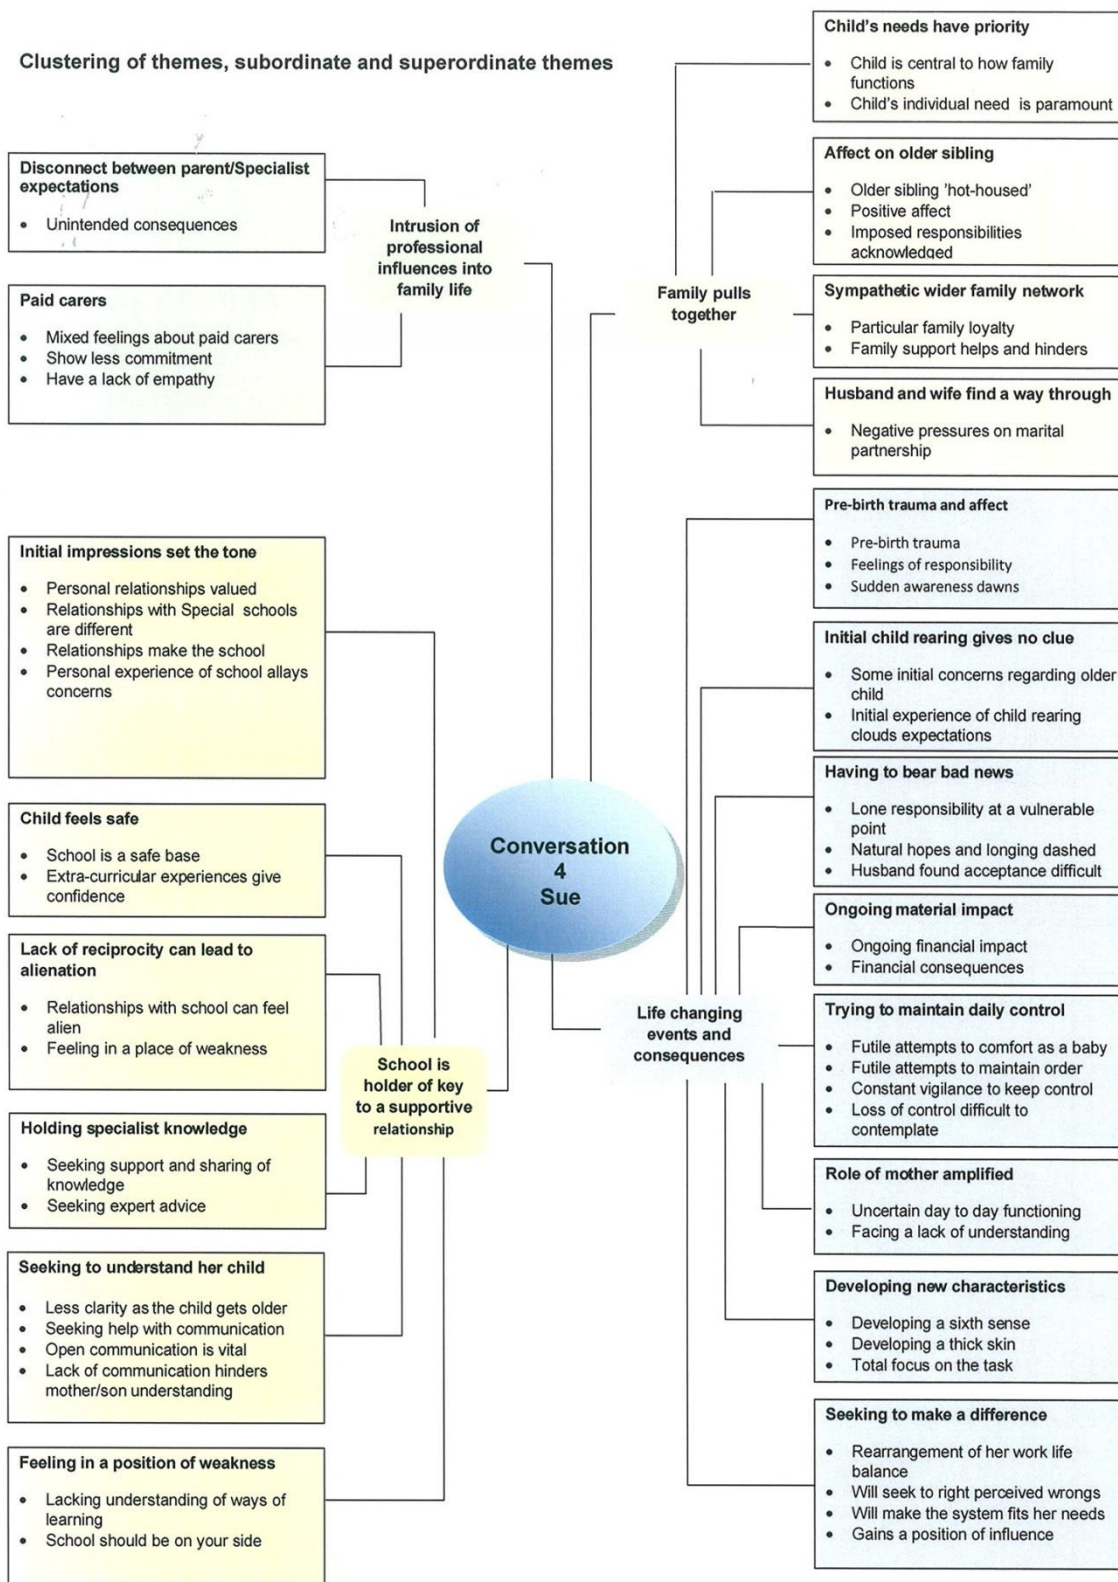 Clustering of themes, subordinate and superordinate themes
Disconnect between parent/Specialist
expectations
• Unintended consequences
Paid carers
• Mixed feelings about paid carers
• Show less commitment
• Have a lack of empathy
Intrusion of
professional
influences into
family life
Family pulls
together
Child's needs have priority
• Child is central to how family
functions
• Child's individual need is paramount
Affect on older sibling
• Older sibling 'hot-housed'
• Positive affect
• Imposed responsibilities
acknowledged
Sympathetic wider family network
• Particular family loyalty
• Family support helps and hinders
Husband and wife find a way through
• Negative pressures on marital
partnership
Initial impressions set the tone
• Personal relationships valued
• Relationships with Special schools
are different
• Relationships make the school
• Personal experience of school allays
concerns
Child feels safe
• School is a safe base
• Extra-curricular experiences give
confidence
Lack of reciprocity can lead to
alienation
• Relationships with school can feel
alien
• Feeling in a place of weakness
Holding specialist knowledge
• Seeking support and sharing of
knowledge
• Seeking expert advice
Seeking to understand her child
• Less clarity as the child gets older
• Seeking help with communication
• Open communication is vital
• Lack of communication hinders
mother/son understanding
Feeling in a position of weakness
• Lacking understanding of ways of
learning
• School should be on your side
School is
holder of key
to a supportive
relationship
Conversation
4
Sue
Life changing
events and
consequences
Pre-birth trauma and affect
• Pre-birth trauma
• Feelings of responsibility
• Sudden awareness dawns
Initial child rearing gives no clue
• Some initial concerns regarding older
child
• Initial experience of child rearing
clouds expectations
Having to bear bad news
• Lone responsibility at a vulnerable
point
• Natural hopes and longing dashed
• Husband found acceptance difficult
Ongoing material impact
• Ongoing financial impact
• Financial consequences
Trying to maintain daily control
• Futile attempts to comfort as a baby
• Futile attempts to maintain order
• Constant vigilance to keep control
• Loss of control difficult to
contemplate
Role of mother amplified
• Uncertain day to day functioning
• Facing a lack of understanding
Developing new characteristics
• Developing a sixth sense
• Developing a thick skin
• Total focus on the task
Seeking to make a difference
• Rearrangement of her work life
balance
• Will seek to right perceived wrongs
• Will make the system fits her needs
• Gains a position of influence